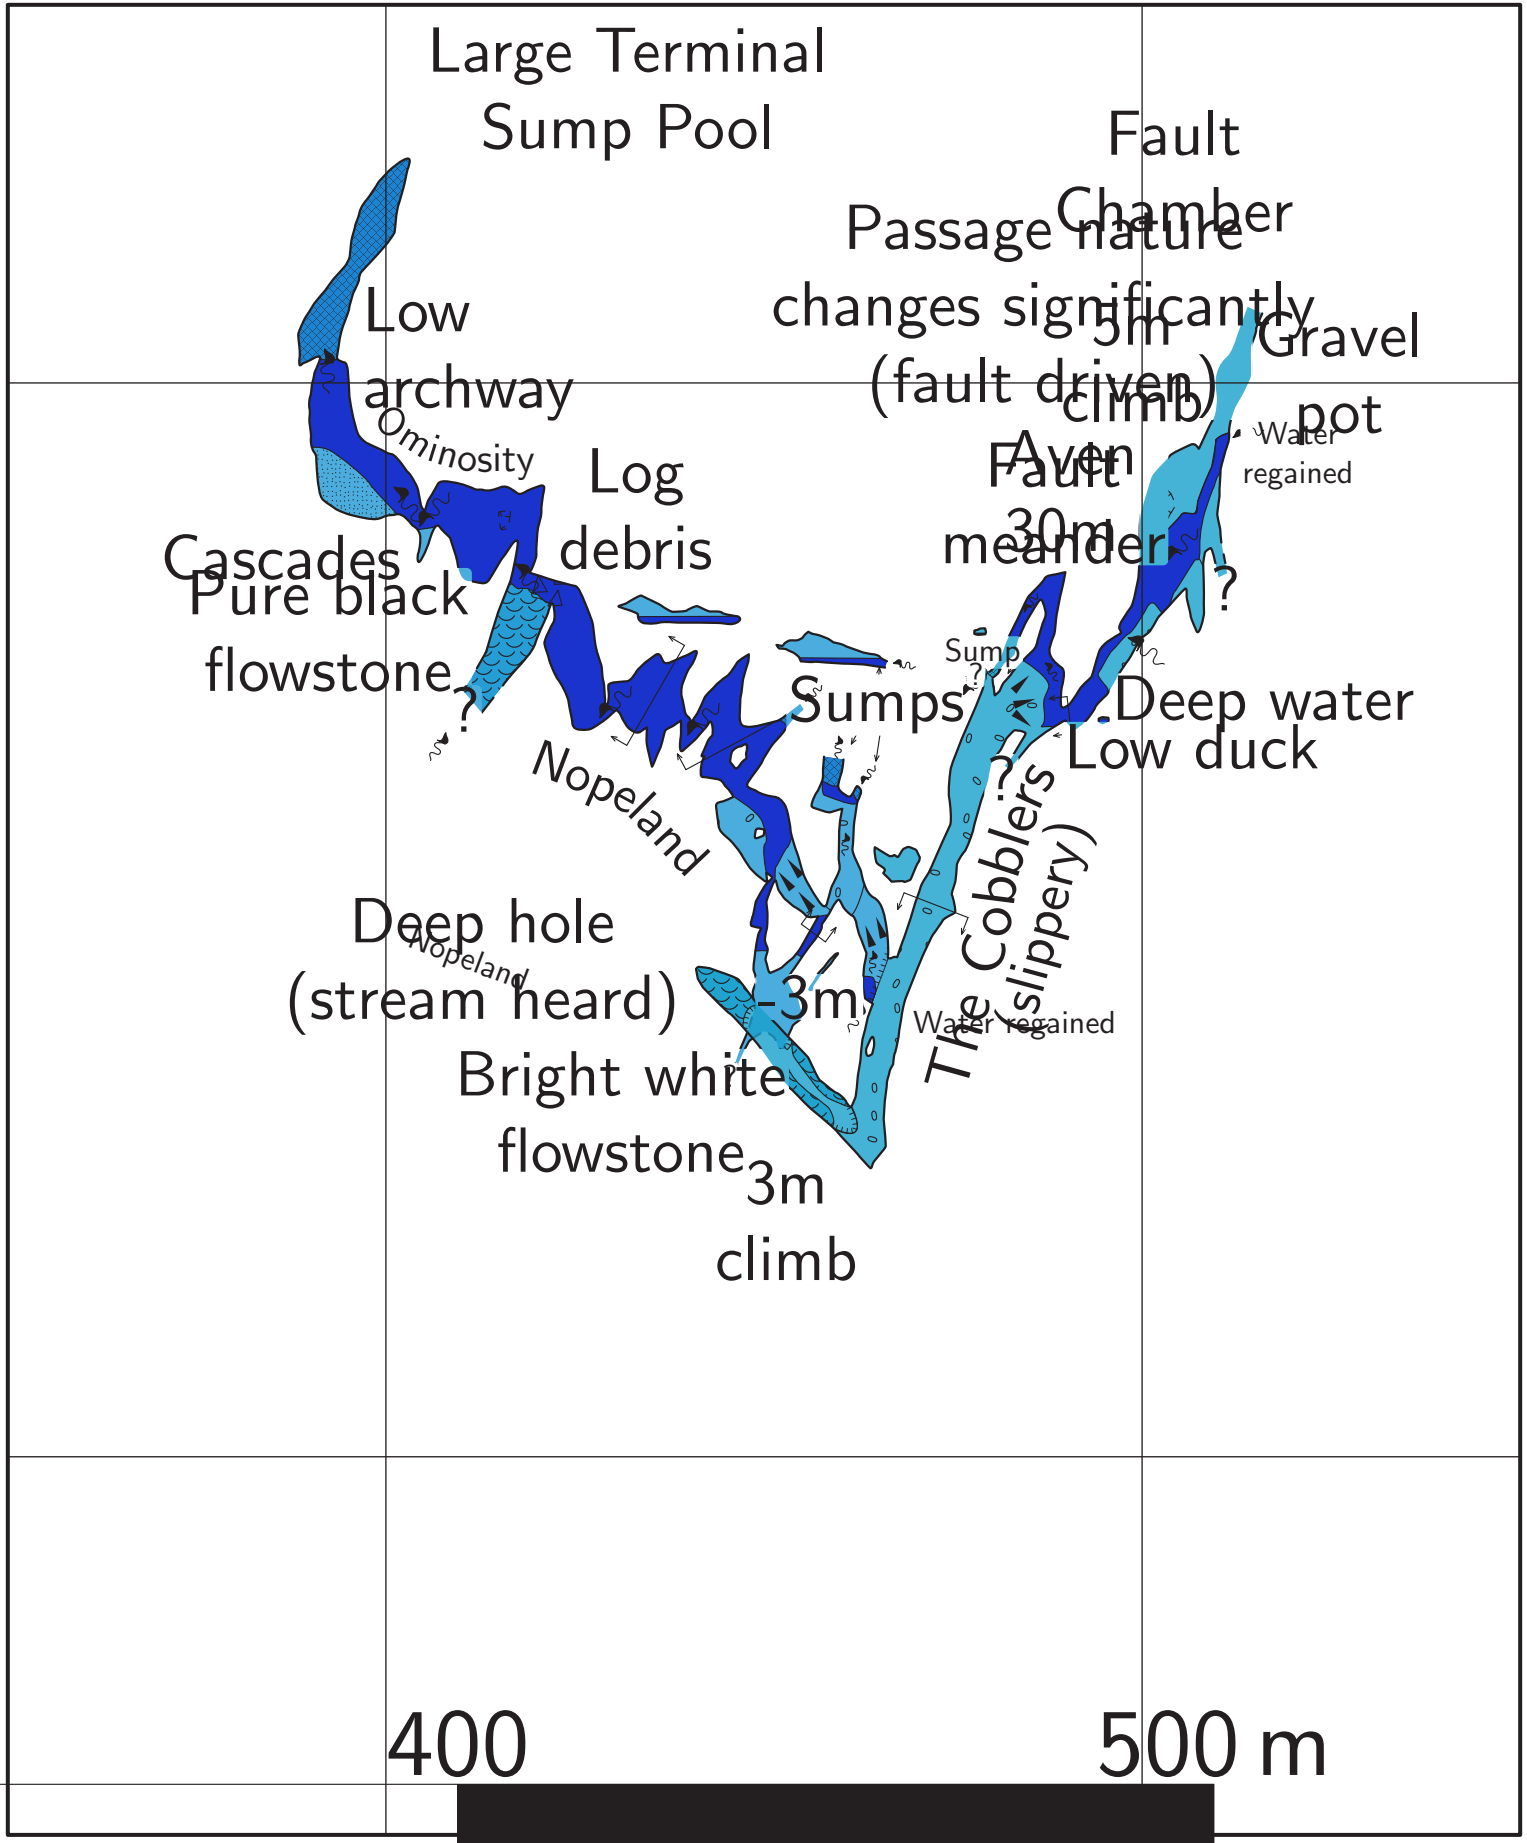 Large Terminal
Sump Pool
Fault
Chamber
Passage nature
changes significantly
(fault driven)
5m
climb
Gravel
pot
Low
archway
Ominosity
Water
regained
Log
debris
Aven
30m
Fault
meander
Cascades
Pure black
flowstone
?
?
Sump
?
Sumps
Deep water
Low duck
?
Nopeland
The Cobblers
(slippery)
Deep hole
(stream heard)
Nopeland
-3m
Water regained
?
Bright white
flowstone
3m
climb
400
500 m